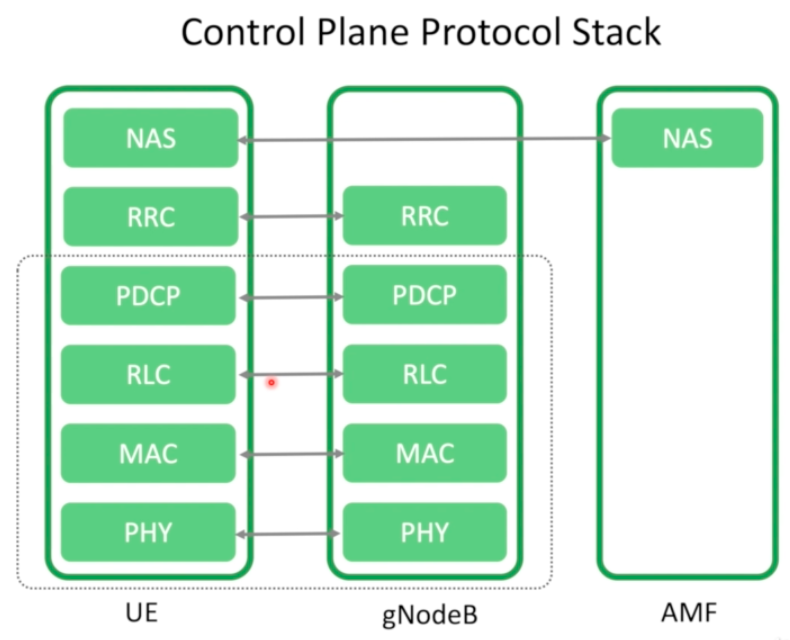 Control Plane Protocol Stack
NAS NAS
RRC RRC
PDCP PDCP
RLC RLC
MAC MAC
PHY PHY
UE gNodeB AMF